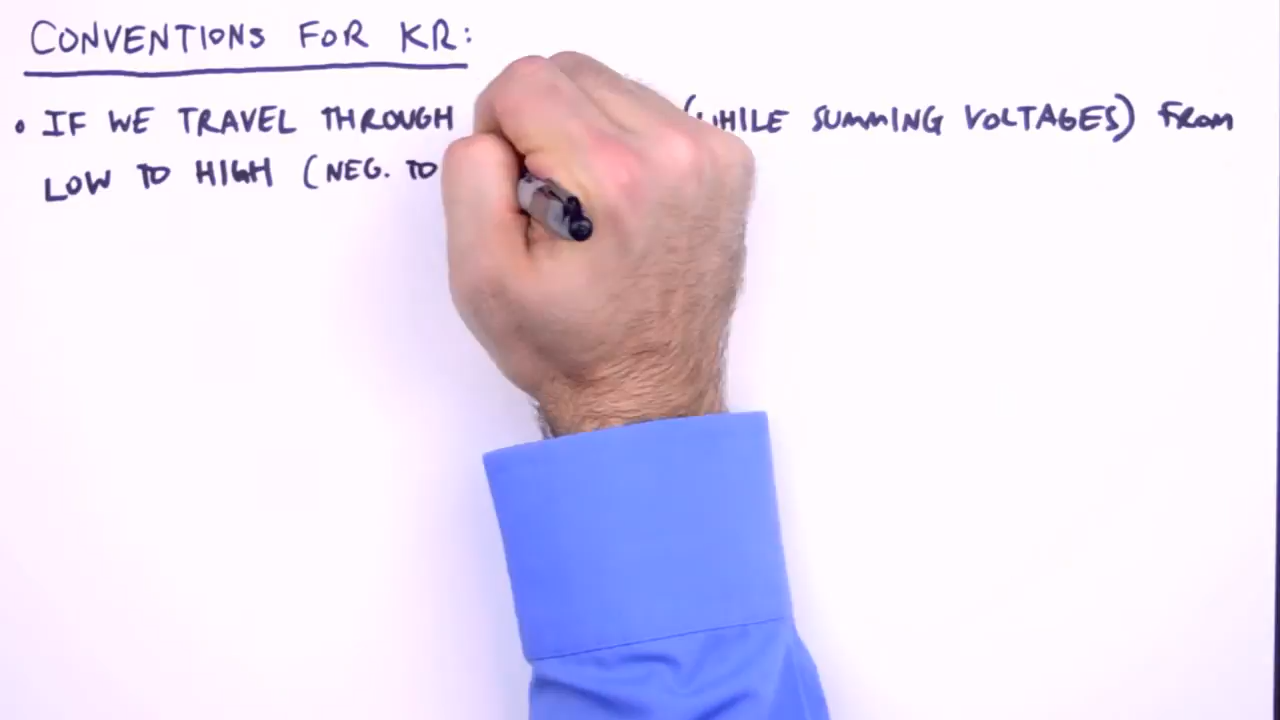 CONVENTIONS FOR KR:
• IF WE TRAVEL THROUGH (WHILE SUMMING VOLTAGES) FROM
LOW TO HIGH (NEG. TO